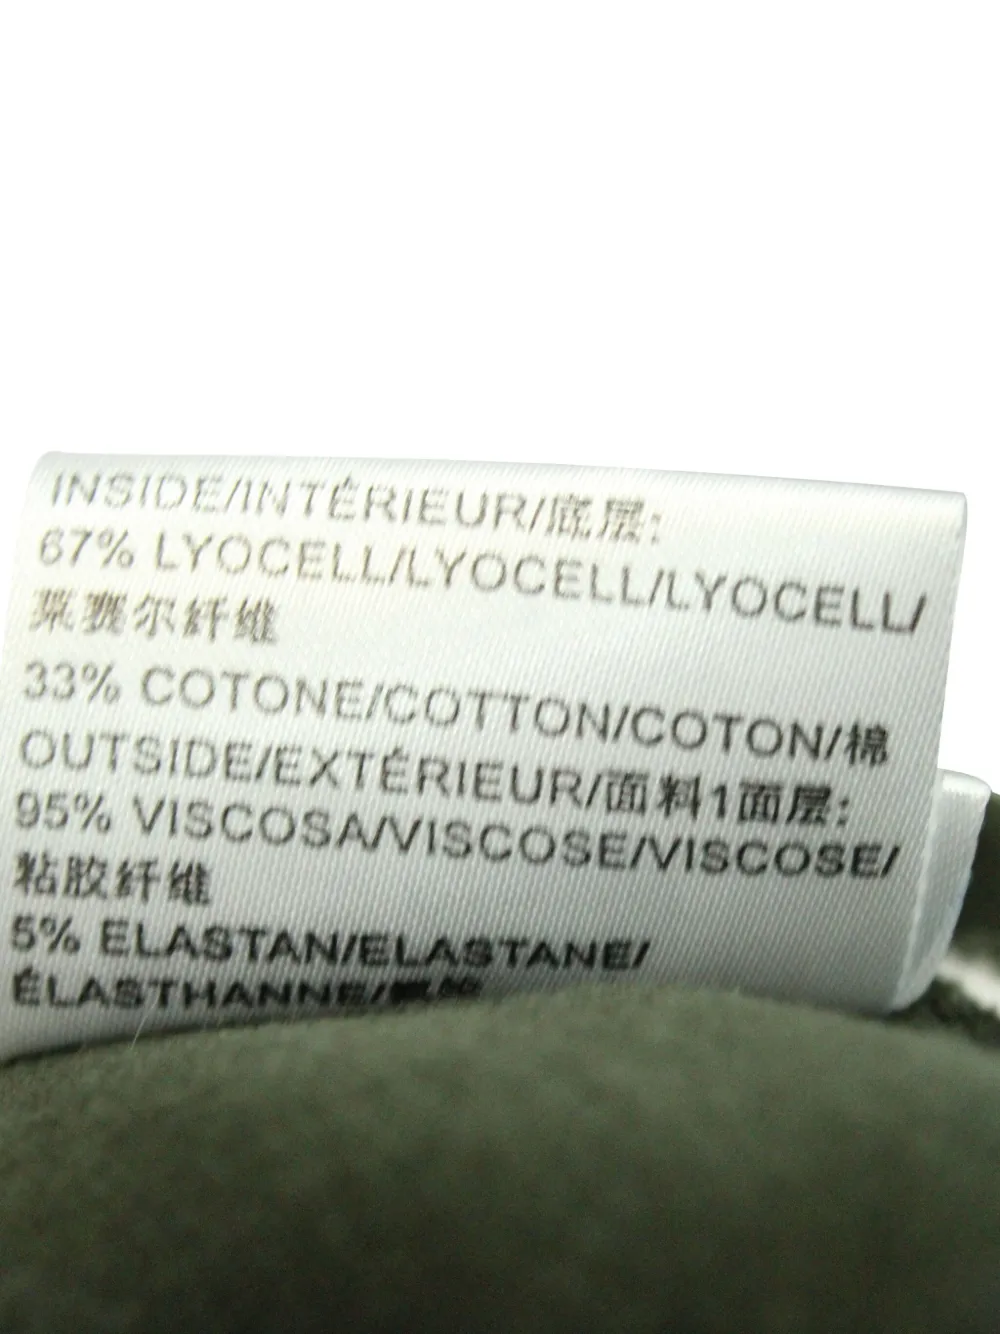 INSIDE/INTÉRIEUR/底层:
67% LYOCELL/LYOCELL/LYOCELL/
莱赛尔纤维
33% COTONE/COTTON/COTON/棉
OUTSIDE/EXTÉRIEUR/面料1面层:
95% VISCOSA/VISCOSE/VISCOSE/
粘胶纤维
5% ELASTAN/ELASTANE/
ÉLASTHANNE/